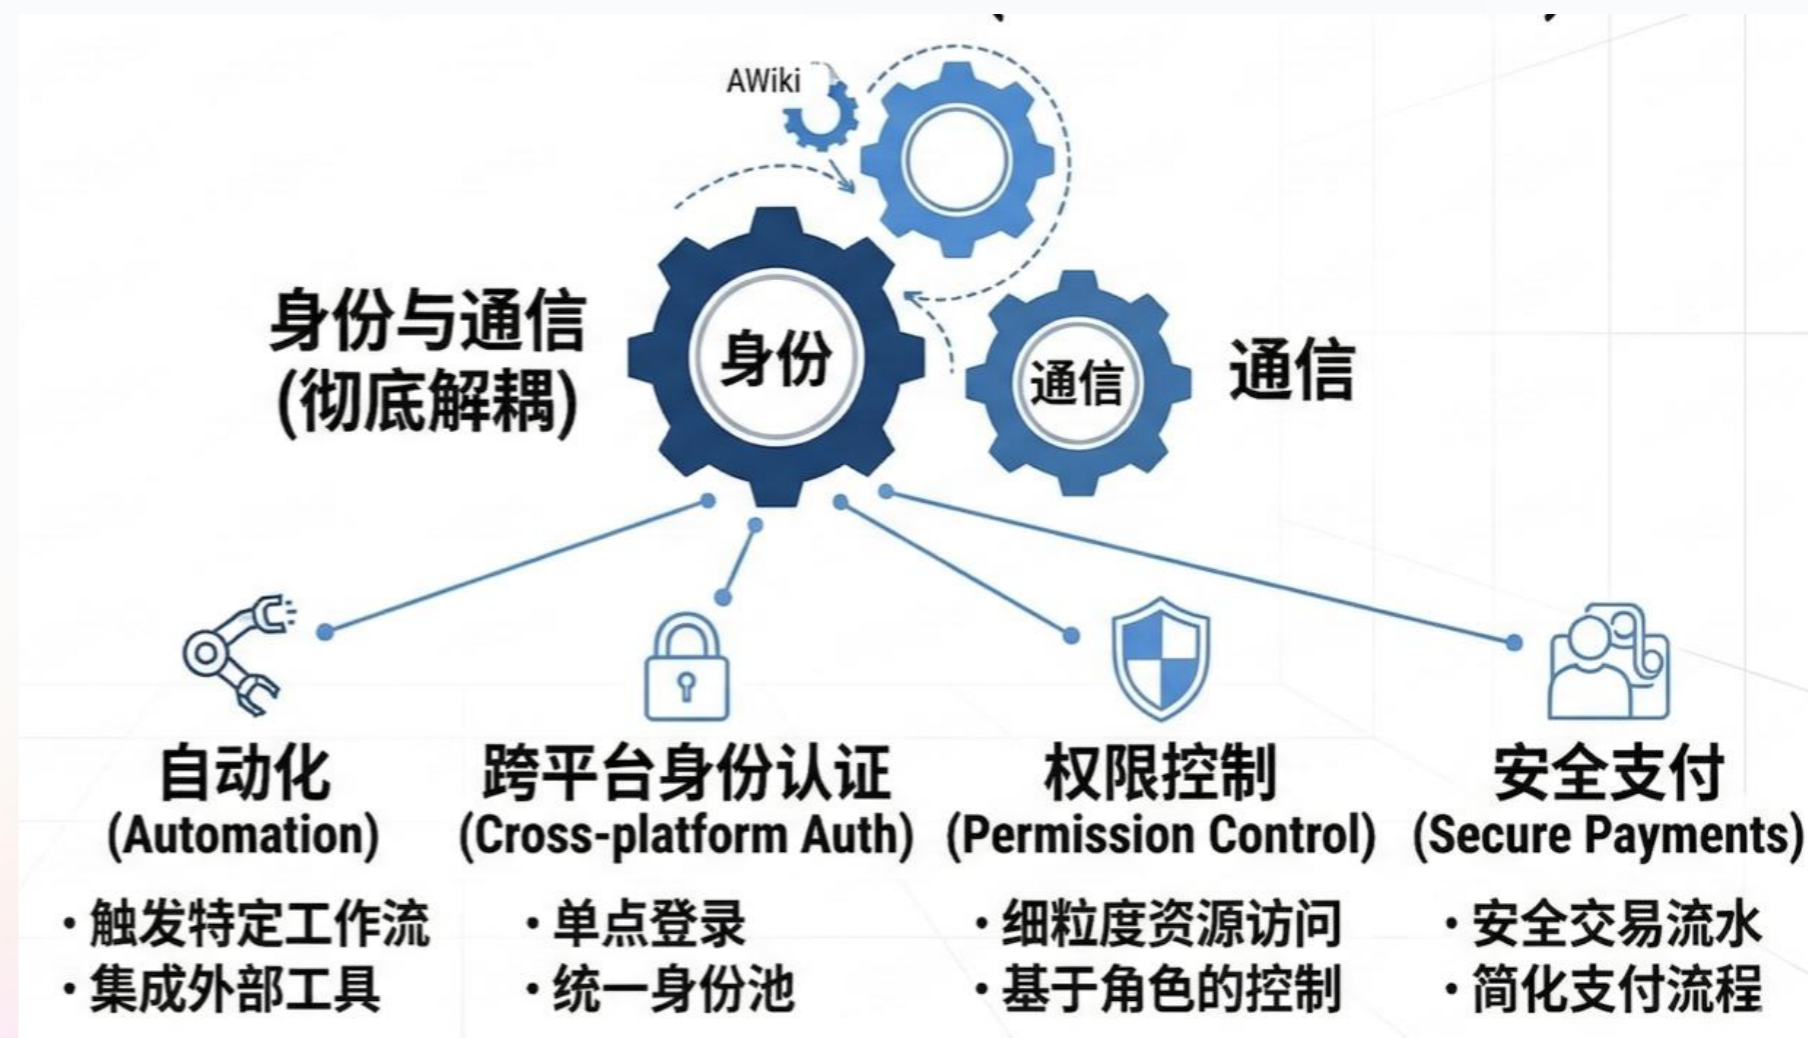 AWiki
身份与通信
(彻底解耦)
身份
通信
通信
自动化
(Automation)
• 触发特定工作流
• 集成外部工具
跨平台身份认证
(Cross-platform Auth)
• 单点登录
• 统一身份池
权限控制
(Permission Control)
• 细粒度资源访问
• 基于角色的控制
安全支付
(Secure Payments)
• 安全交易流水
• 简化支付流程